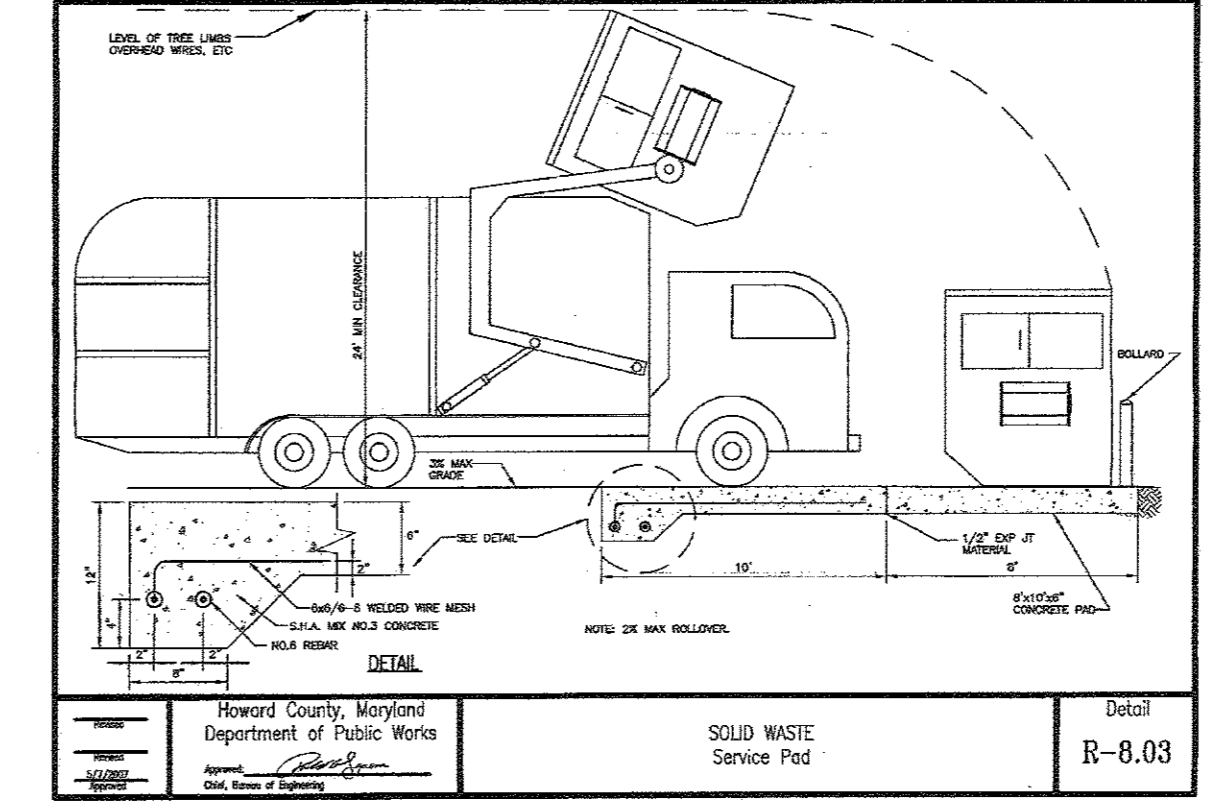 LEVEL OF TREE LIMBS
OVERHEAD WIRES, ETC
24' MIN CLEARANCE
BOLLARD
3% MAX
GRADE
SEE DETAIL
1/2" EXP JT
MATERIAL
10'
8'
8'x10'x6"
CONCRETE PAD
NOTE: 2% MAX ROLLOVER
12"
4"
6"
2"
6x6/6-6 WELDED WIRE MESH
S.H.A. MIX NO.3 CONCRETE
NO.6 REBAR
2"
2"
8"
DETAIL
Revised
Revised
5/7/2007
Approved
Howard County, Maryland
Department of Public Works
Approved:
Chief, Bureau of Engineering
SOLID WASTE
Service Pad
Detail
R-8.03